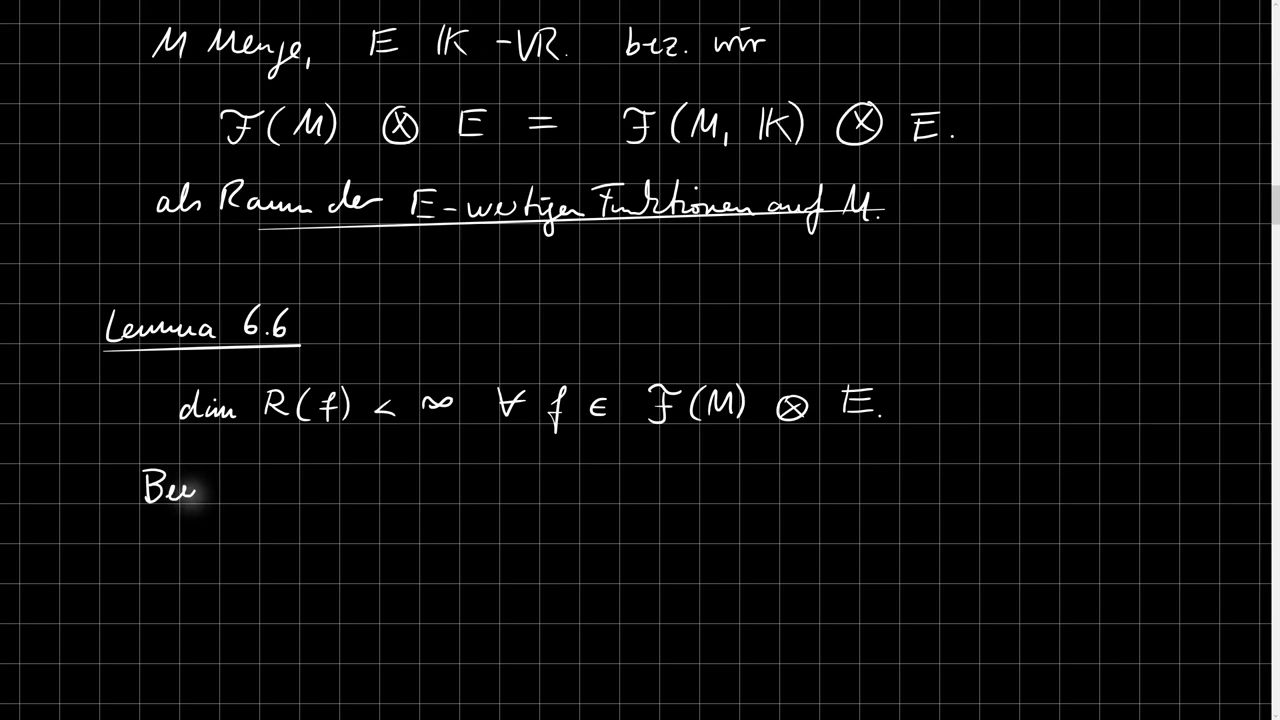 M Menge, E 𝕂-VR. bez. wir
ℱ(M) ⊗ E = ℱ(M, 𝕂) ⊗ E.
als Raum der E-wertigen Funktionen auf M.
Lemma 6.6
dim R(f) < ∞ ∀ f ∈ ℱ(M) ⊗ E.
Bew